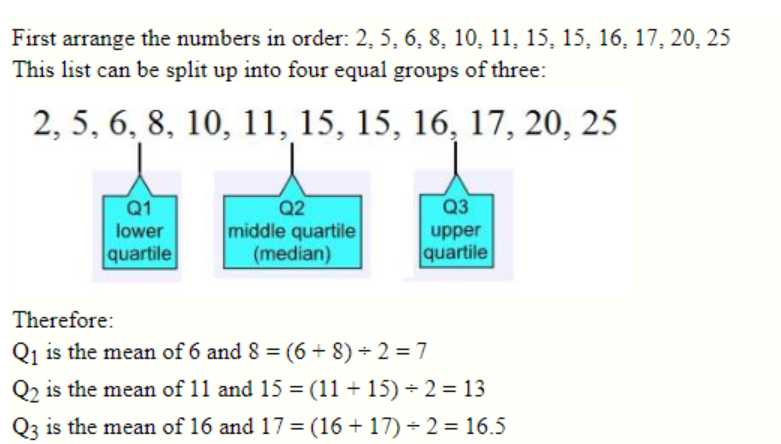 First arrange the numbers in order: 2, 5, 6, 8, 10, 11, 15, 15, 16, 17, 20, 25
This list can be split up into four equal groups of three:
2, 5, 6, 8, 10, 11, 15, 15, 16, 17, 20, 25
Q1
lower
quartile
Q2
middle quartile
(median)
Q3
upper
quartile
Therefore:
Q₁ is the mean of 6 and 8 = (6 + 8) ÷ 2 = 7
Q₂ is the mean of 11 and 15 = (11 + 15) ÷ 2 = 13
Q₃ is the mean of 16 and 17 = (16 + 17) ÷ 2 = 16.5